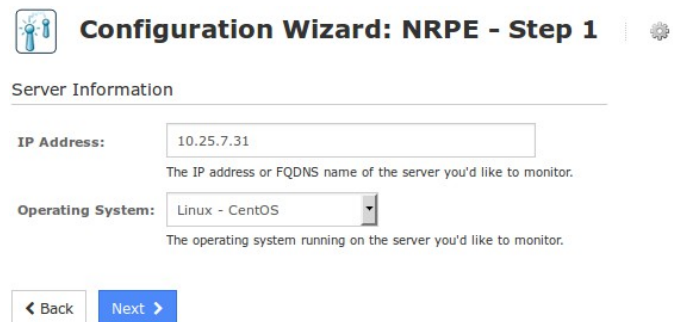 Configuration Wizard: NRPE - Step 1
Server Information
IP Address: 10.25.7.31
The IP address or FQDNS name of the server you'd like to monitor.
Operating System: Linux - CentOS
The operating system running on the server you'd like to monitor.
Back Next